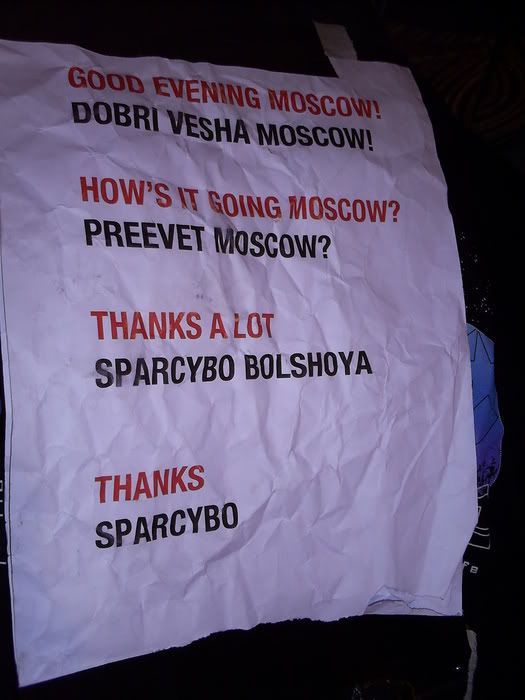 GOOD EVENING MOSCOW!
DOBRI VESHA MOSCOW!
HOW'S IT GOING MOSCOW?
PREEVET MOSCOW?
THANKS A LOT
SPARCYBO BOLSHOYA
THANKS
SPARCYBO